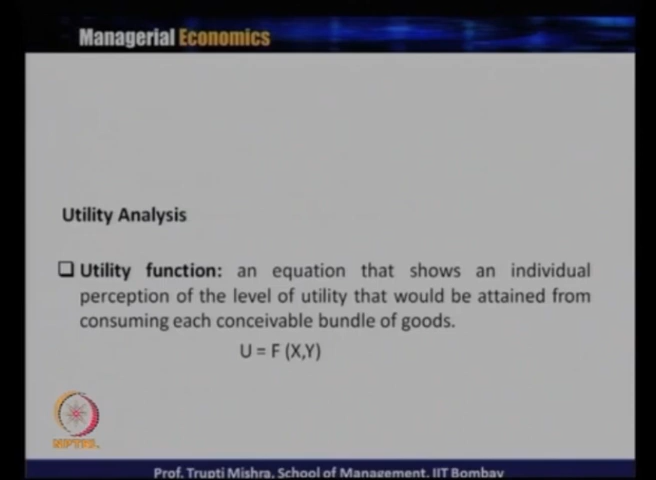 Managerial Economics
Utility Analysis
❑ Utility function: an equation that shows an individual
perception of the level of utility that would be attained from
consuming each conceivable bundle of goods.
U = F (X,Y)
NPTEL
Prof. Trupti Mishra, School of Management, IIT Bombay